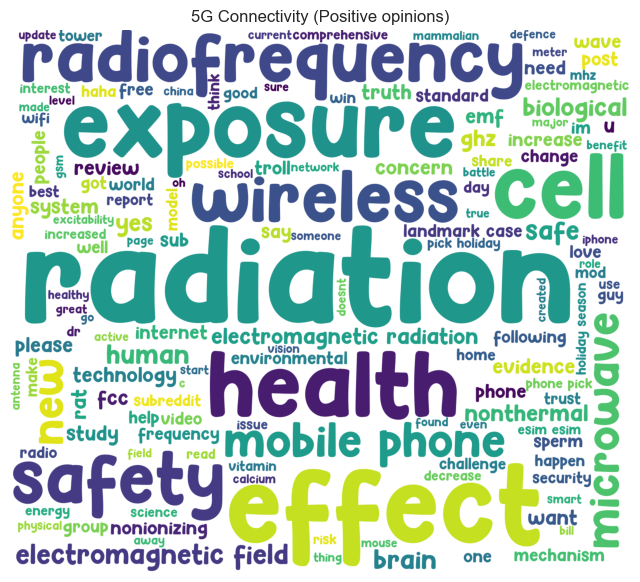 5G Connectivity (Positive opinions)
update tower current comprehensive mammalian defence wave
radiofrequency need post meter mhz
interest haha free china think good sure win truth standard electromagnetic
made level exposure emf biological
wifi ghz im major u
people gsm review possible school troll network concern increase share change benefit
anyone best got world oh wireless battle day cell
system report model true
excitability yes say someone landmark case safe iphone
increased well page sub pick holiday love
radiation doesnt created mod role use guy
healthy great go
dr active internet electromagnetic radiation following holiday season
please human environmental vision home evidence
antenna make new technology start health phone phone pick microwave
rat fcc c subreddit nonthermal trust
help video issue found even esim esim
study frequency mobile phone sperm
radio field read vitamin challenge happen
safety calcium effect decrease security
energy science smart
physical group nonionizing want bill
away risk mouse
electromagnetic field thing brain one mechanism